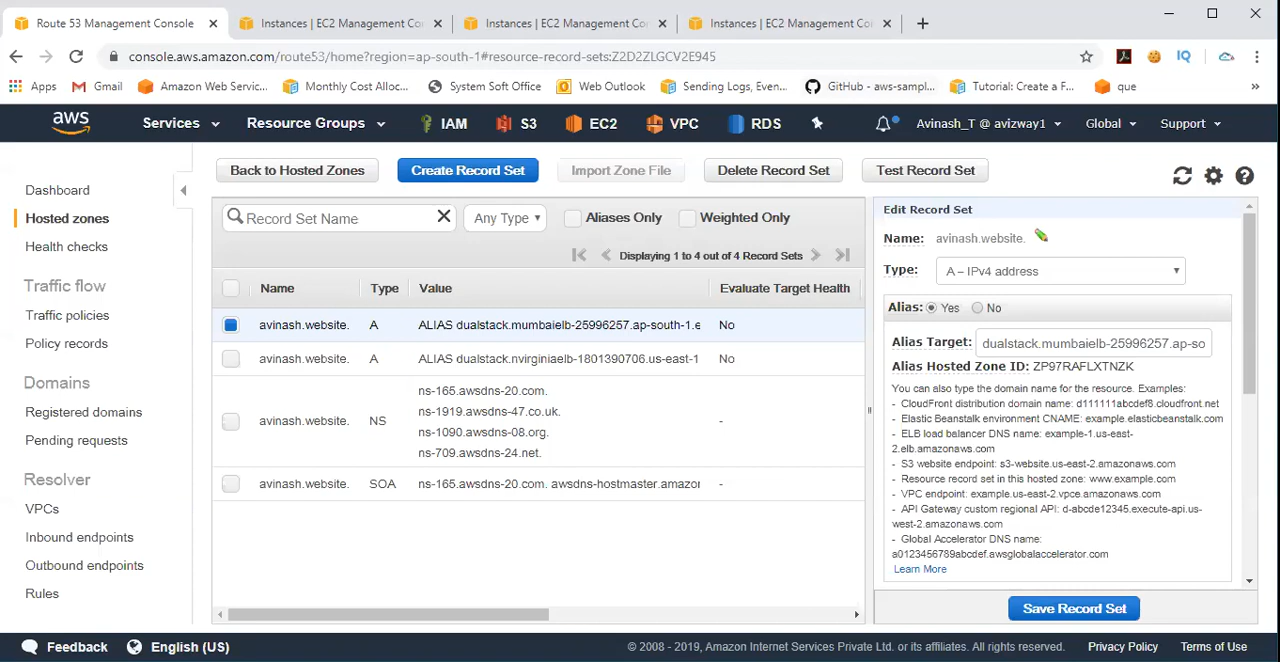 Route 53 Management Console
Instances | EC2 Management Co
Instances | EC2 Management Co
Instances | EC2 Management Co
console.aws.amazon.com/route53/home?region=ap-south-1#resource-record-sets:Z2D2ZLGCV2E945
Apps
Gmail
Amazon Web Servic...
Monthly Cost Alloc...
System Soft Office
Web Outlook
Sending Logs, Even...
GitHub - aws-sampl...
Tutorial: Create a F...
que
»
aws
Services
Resource Groups
IAM
S3
EC2
VPC
RDS
Avinash_T @ avizway1
Global
Support
Dashboard
Hosted zones
Health checks
Traffic flow
Traffic policies
Policy records
Domains
Registered domains
Pending requests
Resolver
VPCs
Inbound endpoints
Outbound endpoints
Rules
Back to Hosted Zones
Create Record Set
Import Zone File
Delete Record Set
Test Record Set
Record Set Name
Any Type
Aliases Only
Weighted Only
Displaying 1 to 4 out of 4 Record Sets
Name Type Value Evaluate Target Health
avinash.website. A ALIAS dualstack.mumbaielb-25996257.ap-south-1.e No
avinash.website. A ALIAS dualstack.nvirginiaelb-1801390706.us-east-1 No
ns-165.awsdns-20.com.
ns-1919.awsdns-47.co.uk.
avinash.website. NS -
ns-1090.awsdns-08.org.
ns-709.awsdns-24.net.
avinash.website. SOA ns-165.awsdns-20.com. awsdns-hostmaster.amazor -
Edit Record Set
Name: avinash.website.
Type: A – IPv4 address
Alias: Yes No
Alias Target: dualstack.mumbaielb-25996257.ap-so
Alias Hosted Zone ID: ZP97RAFLXTNZK
You can also type the domain name for the resource. Examples:
- CloudFront distribution domain name: d111111abcdef8.cloudfront.net
- Elastic Beanstalk environment CNAME: example.elasticbeanstalk.com
- ELB load balancer DNS name: example-1.us-east-
2.elb.amazonaws.com
- S3 website endpoint: s3-website.us-east-2.amazonaws.com
- Resource record set in this hosted zone: www.example.com
- VPC endpoint: example.us-east-2.vpce.amazonaws.com
- API Gateway custom regional API: d-abcde12345.execute-api.us-
west-2.amazonaws.com
- Global Accelerator DNS name:
a0123456789abcdef.awsglobalaccelerator.com
Learn More
Save Record Set
Feedback
English (US)
© 2008 - 2019, Amazon Internet Services Private Ltd. or its affiliates. All rights reserved.
Privacy Policy
Terms of Use